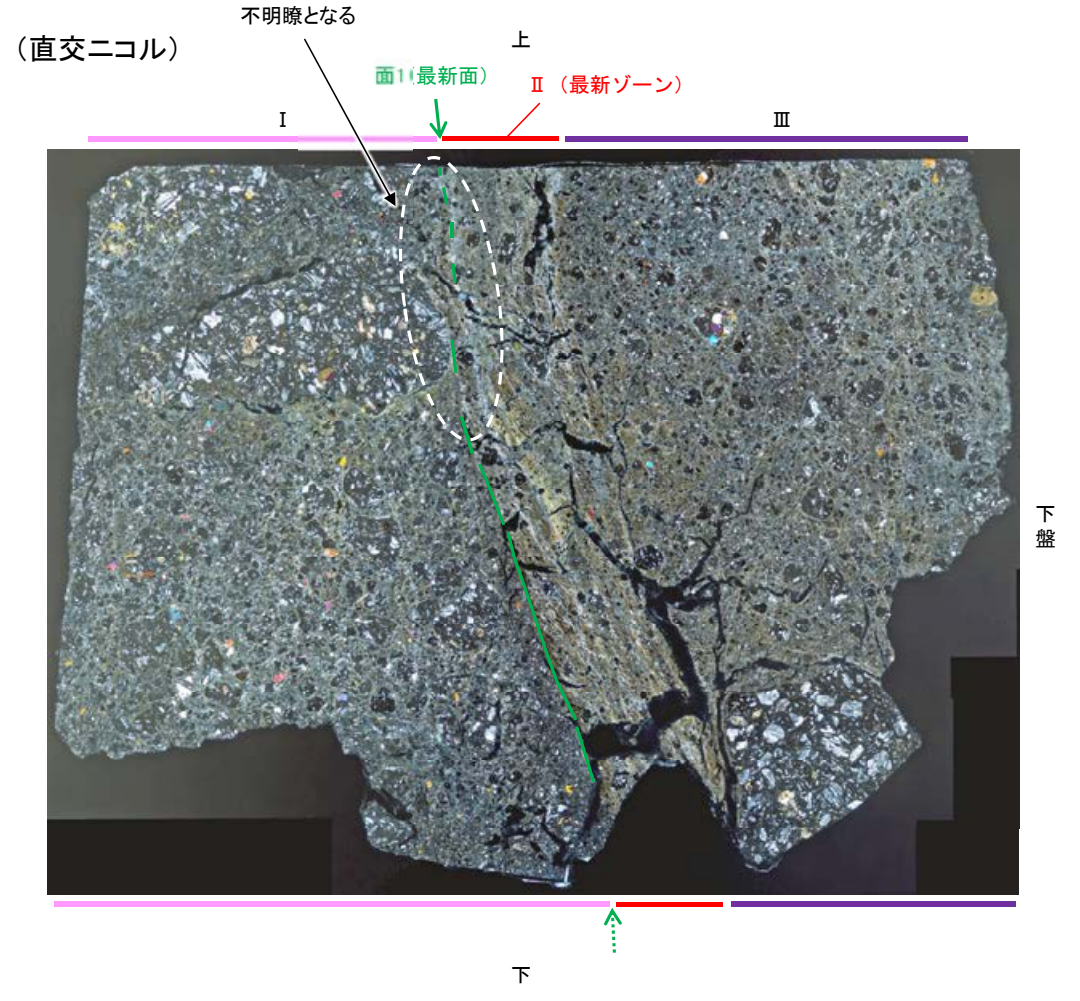 不明瞭となる
(直交ニコル)
上
面1(最新面)
Ⅱ (最新ゾーン)
Ⅰ
Ⅲ
下盤
下